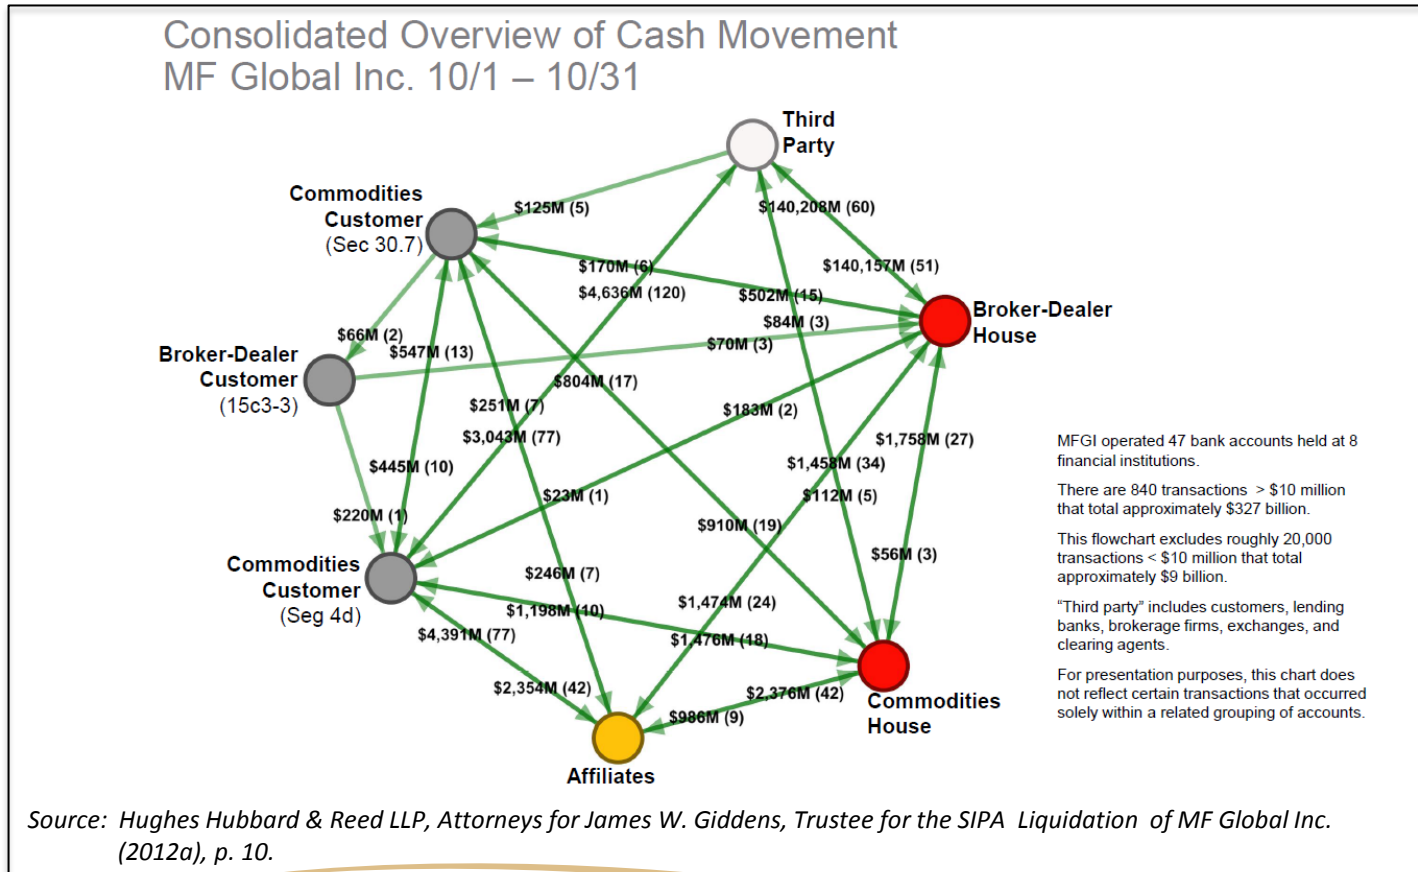 Consolidated Overview of Cash Movement
MF Global Inc. 10/1 – 10/31
Third
Party
Commodities
Customer
(Sec 30.7)
$125M (5)
$140,208M (60)
$170M (6)
$140,157M (51)
$4,636M (120)
$502M (15)
Broker-Dealer
House
$84M (3)
$66M (2)
$70M (3)
$547M (13)
Broker-Dealer
Customer
(15c3-3)
$804M (17)
$251M (7)
$183M (2)
$3,043M (77)
$1,758M (27)
$445M (10)
$1,458M (34)
$23M (1)
$112M (5)
$220M (1)
$910M (19)
$56M (3)
Commodities
Customer
(Seg 4d)
$246M (7)
$1,198M (10)
$1,474M (24)
$4,391M (77)
$1,476M (18)
$2,354M (42)
$2,376M (42)
$986M (9)
Commodities
House
Affiliates
MFGI operated 47 bank accounts held at 8
financial institutions.
There are 840 transactions > $10 million
that total approximately $327 billion.
This flowchart excludes roughly 20,000
transactions < $10 million that total
approximately $9 billion.
“Third party” includes customers, lending
banks, brokerage firms, exchanges, and
clearing agents.
For presentation purposes, this chart does
not reflect certain transactions that occurred
solely within a related grouping of accounts.
Source: Hughes Hubbard & Reed LLP, Attorneys for James W. Giddens, Trustee for the SIPA Liquidation of MF Global Inc.
(2012a), p. 10.